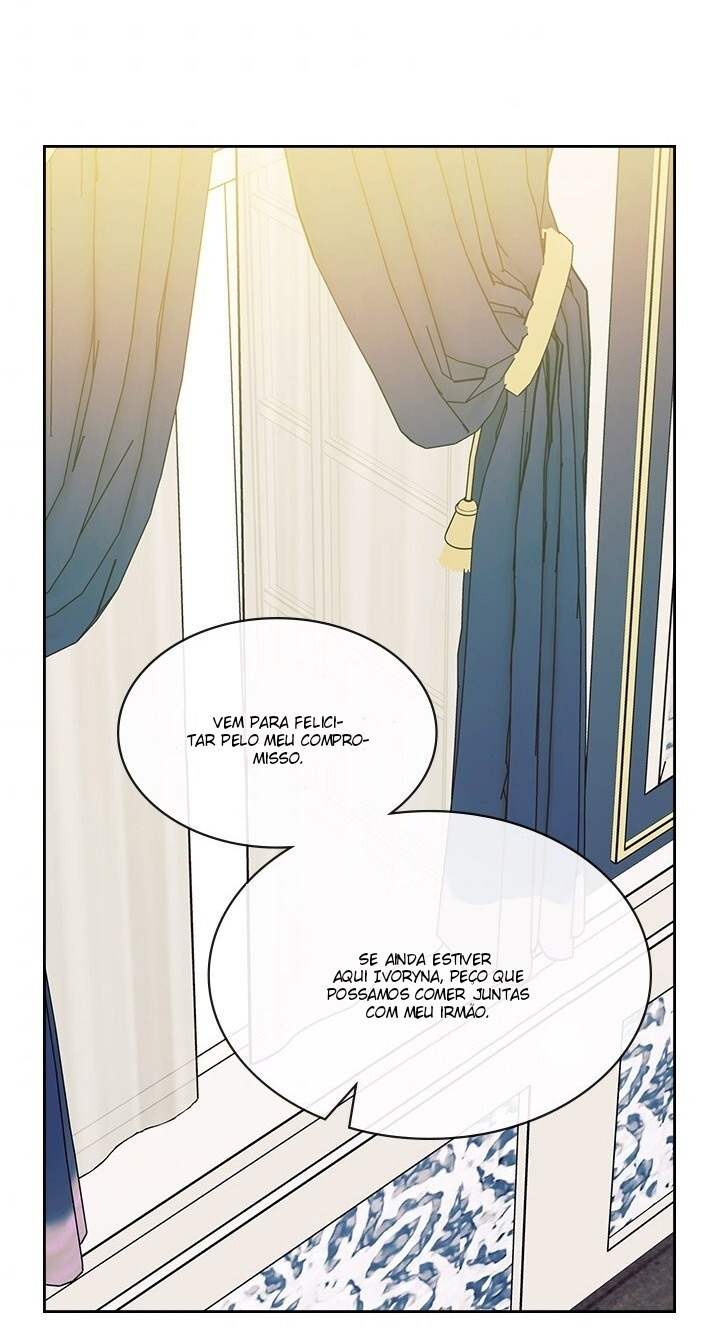 VEM PARA FELICI-
TAR PELO MEU COMPRO-
MISSO.
SE AINDA ESTIVER
AQUI IVORYNA, PEÇO QUE
POSSAMOS COMER JUNTAS
COM MEU IRMÃO.